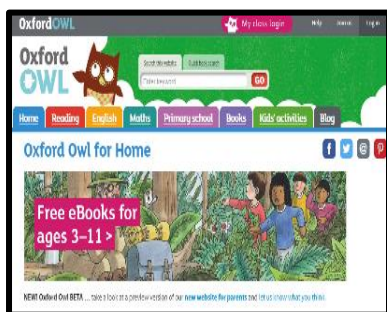 OxfordOWL
My class login
Help
Join us
Log in
Oxford
OWL
Search this website
Enter keyword
GO
Home
Reading
English
Maths
Primary school
Books
Kids' activities
Blog
Oxford Owl for Home
Free eBooks for
ages 3–11 >
NEW! Oxford Owl BETA ... take a look at a preview version of our new website for parents and let us know what you think.